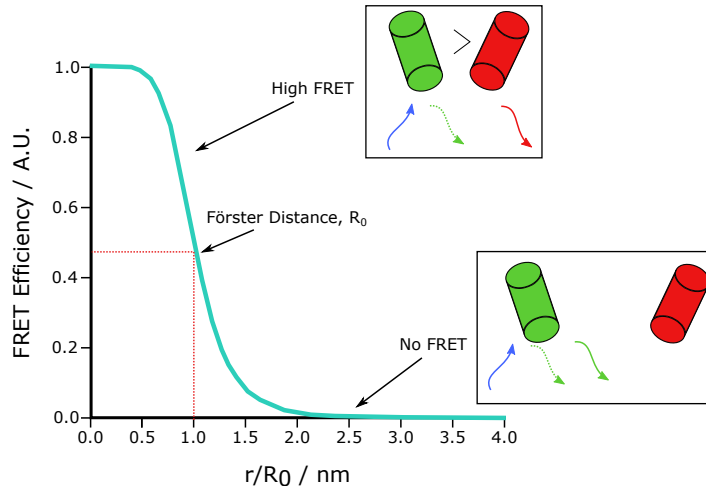 High FRET
Förster Distance, R₀
No FRET
FRET Efficiency / A.U.
1.0
0.8
0.6
0.4
0.2
0.0
0.0 0.5 1.0 1.5 2.0 2.5 3.0 3.5 4.0
r/R₀ / nm